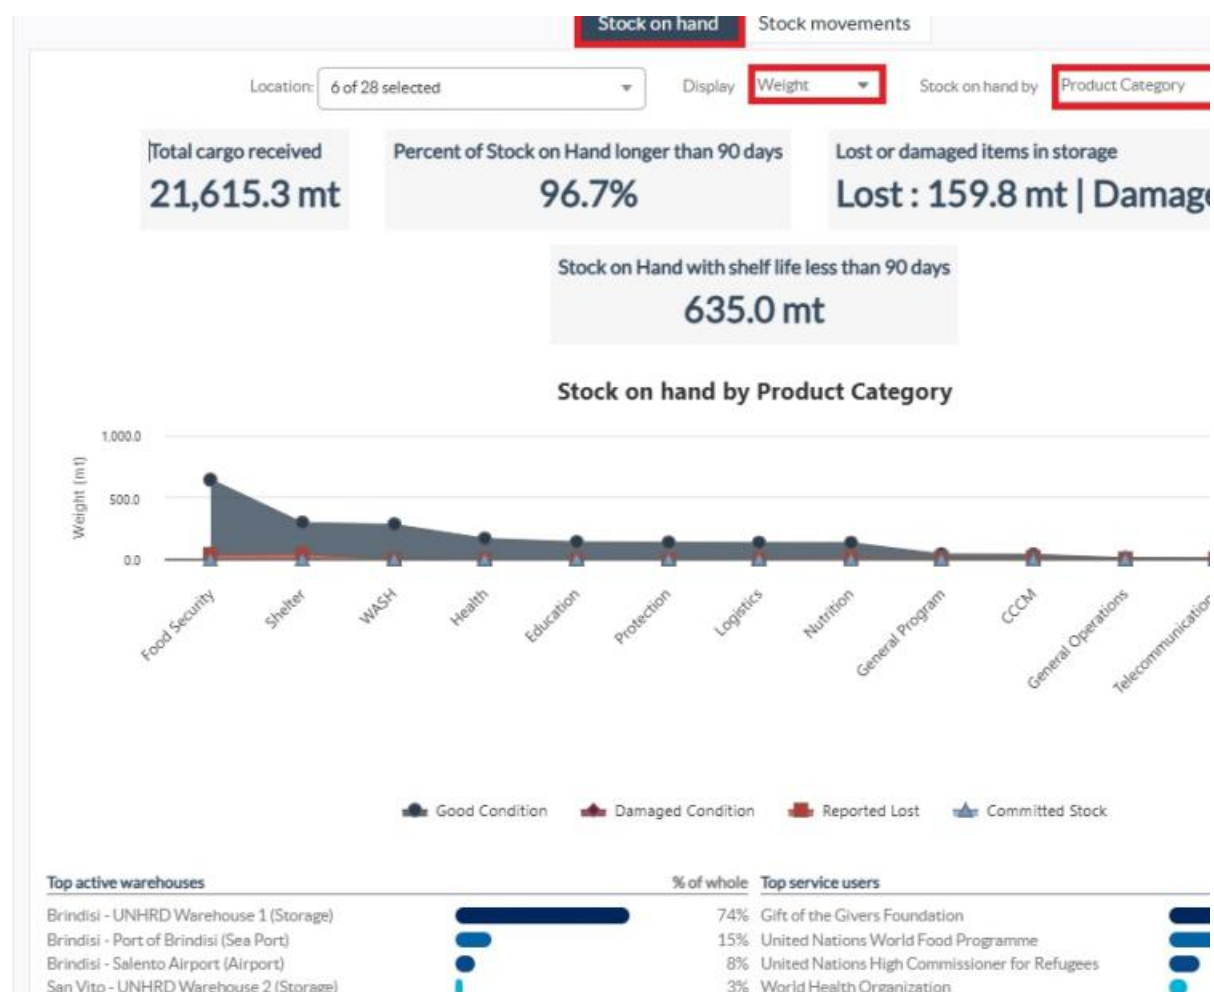 Stock on hand Stock movements
Location: 6 of 28 selected Display Weight Stock on hand by Product Category
Total cargo received Percent of Stock on Hand longer than 90 days Lost or damaged items in storage
21,615.3 mt 96.7% Lost : 159.8 mt | Damage
Stock on Hand with shelf life less than 90 days
635.0 mt
Stock on hand by Product Category
Weight (mt)
1,000.0
500.0
0.0
Food Security Shelter WASH Health Education Protection Logistics Nutrition General Program CCCM General Operations Telecommunication
Good Condition Damaged Condition Reported Lost Committed Stock
Top active warehouses % of whole Top service users
Brindisi - UNHRD Warehouse 1 (Storage) 74% Gift of the Givers Foundation
Brindisi - Port of Brindisi (Sea Port) 15% United Nations World Food Programme
Brindisi - Salento Airport (Airport) 8% United Nations High Commissioner for Refugees
San Vito - UNHRD Warehouse 2 (Storage) 3% World Health Organization